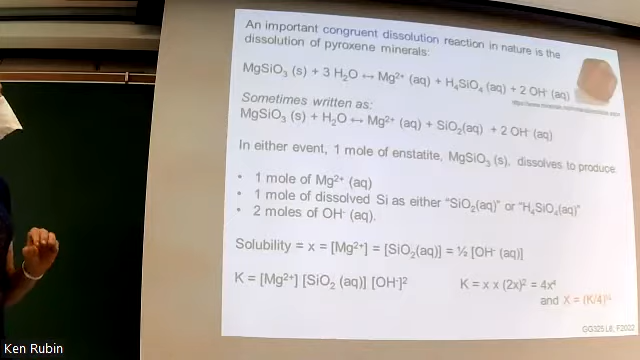 An important congruent dissolution reaction in nature is the
dissolution of pyroxene minerals:
MgSiO₃ (s) + 3 H₂O ↔ Mg²⁺ (aq) + H₄SiO₄ (aq) + 2 OH⁻ (aq)
Sometimes written as:
MgSiO₃ (s) + H₂O ↔ Mg²⁺ (aq) + SiO₂(aq) + 2 OH⁻ (aq)
In either event, 1 mole of enstatite, MgSiO₃ (s), dissolves to produce:
• 1 mole of Mg²⁺ (aq)
• 1 mole of dissolved Si as either "SiO₂(aq)" or "H₄SiO₄(aq)"
• 2 moles of OH⁻ (aq).
Solubility = x = [Mg²⁺] = [SiO₂(aq)] = ½ [OH⁻ (aq)]
K = [Mg²⁺] [SiO₂ (aq)] [OH⁻]²
K = x x (2x)² = 4x⁴
and X = (K/4)
GG325 L8, F2022
Ken Rubin